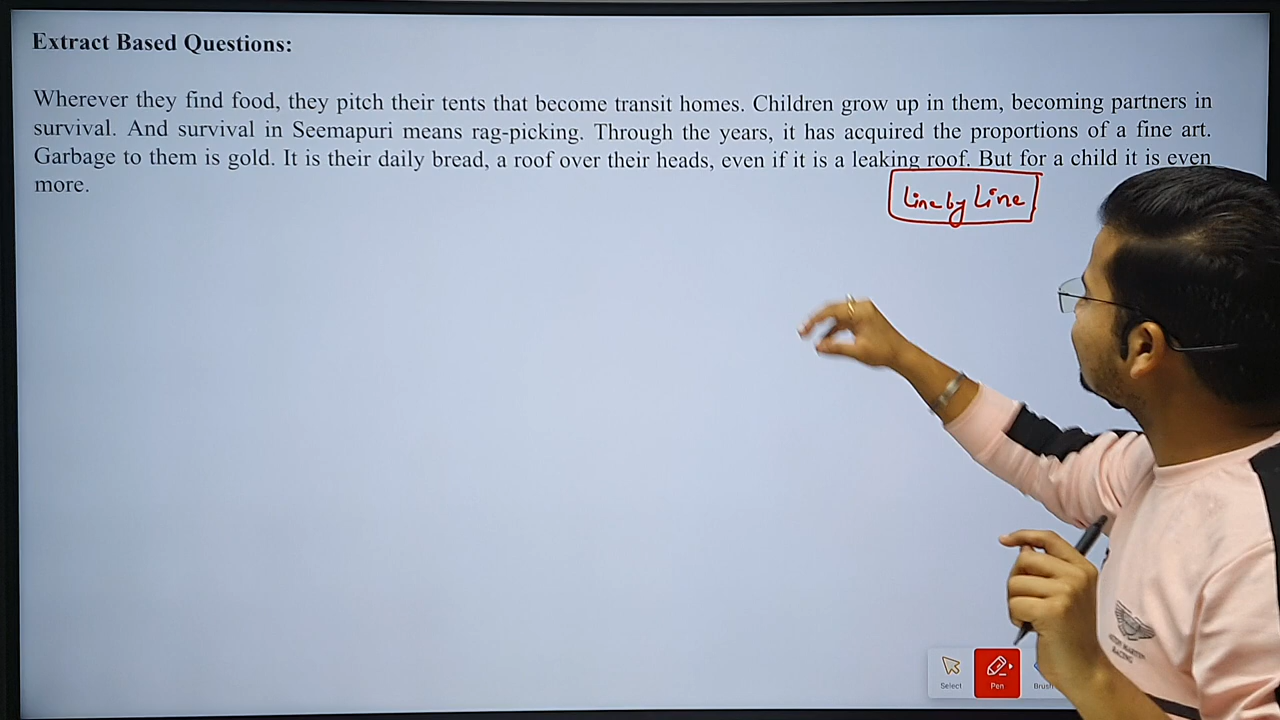 Extract Based Questions:
Wherever they find food, they pitch their tents that become transit homes. Children grow up in them, becoming partners in
survival. And survival in Seemapuri means rag-picking. Through the years, it has acquired the proportions of a fine art.
Garbage to them is gold. It is their daily bread, a roof over their heads, even if it is a leaking roof. But for a child it is even
more.
Line by Line
Select
Pen
Brush
RACING